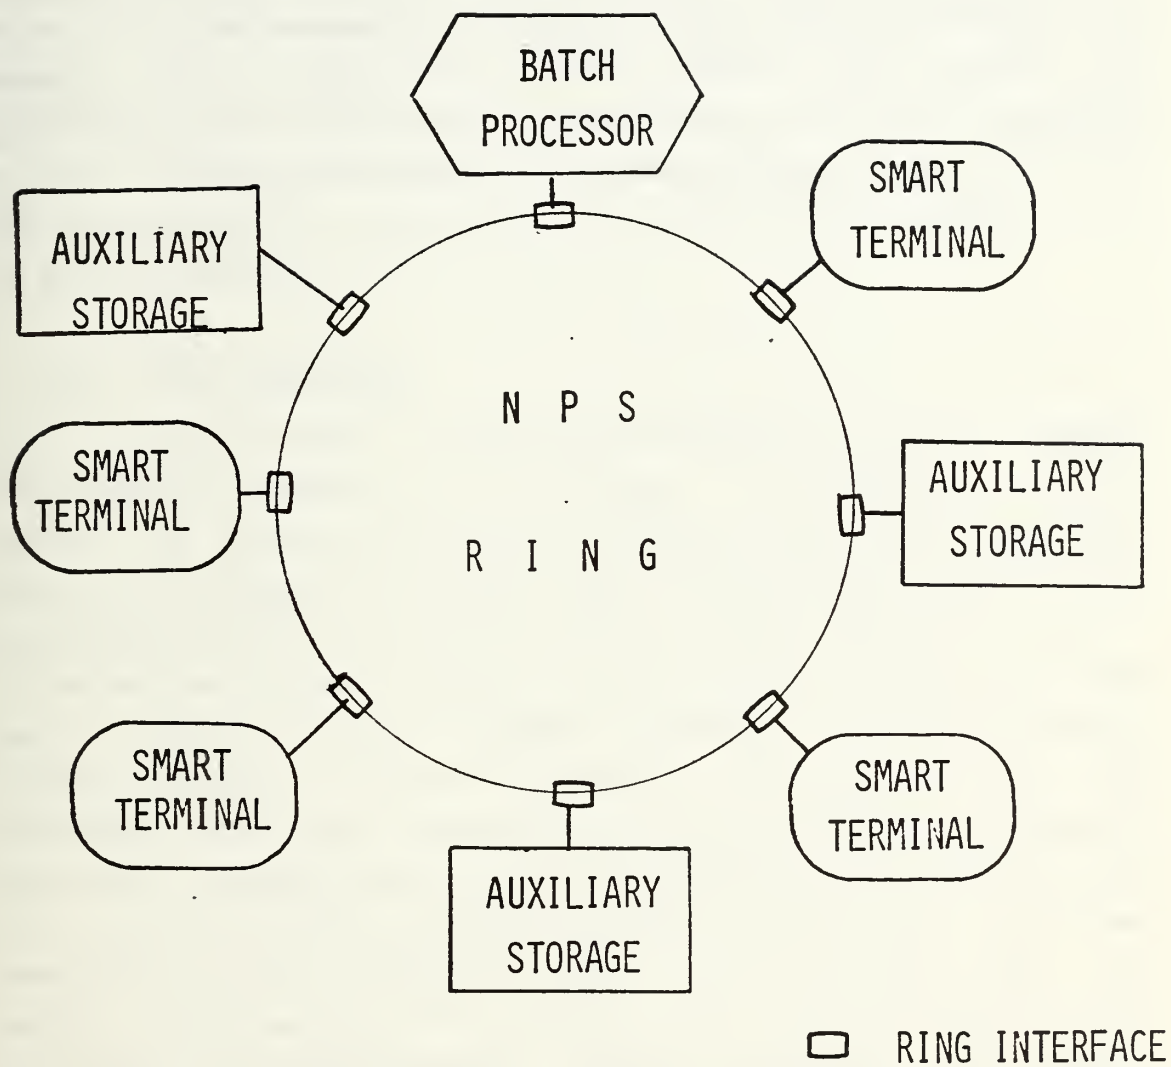 BATCH
PROCESSOR
SMART
TERMINAL
AUXILIARY
STORAGE
N P S
SMART
TERMINAL
AUXILIARY
STORAGE
R I N G
SMART
TERMINAL
SMART
TERMINAL
AUXILIARY
STORAGE
RING INTERFACE